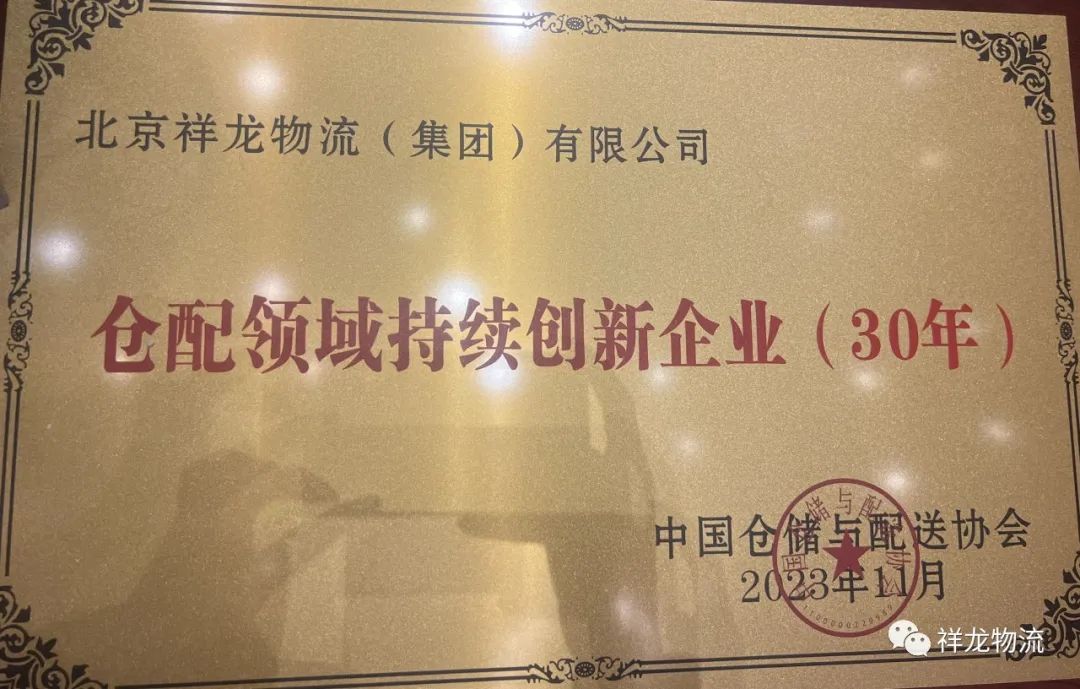 北京祥龙物流（集团）有限公司
仓配领域持续创新企业（30年）
中国仓储与配送协会
2023年11月
祥龙物流